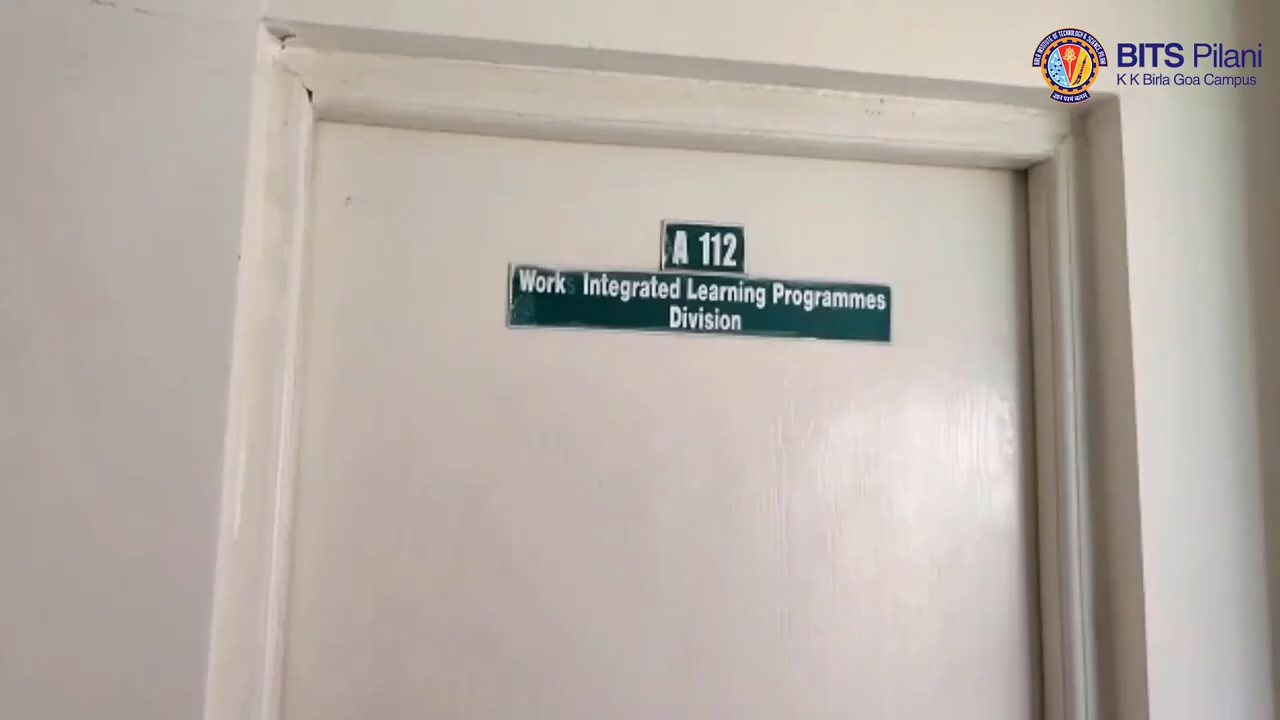 BITS Pilani
K K Birla Goa Campus
A 112
Works Integrated Learning Programmes
Division